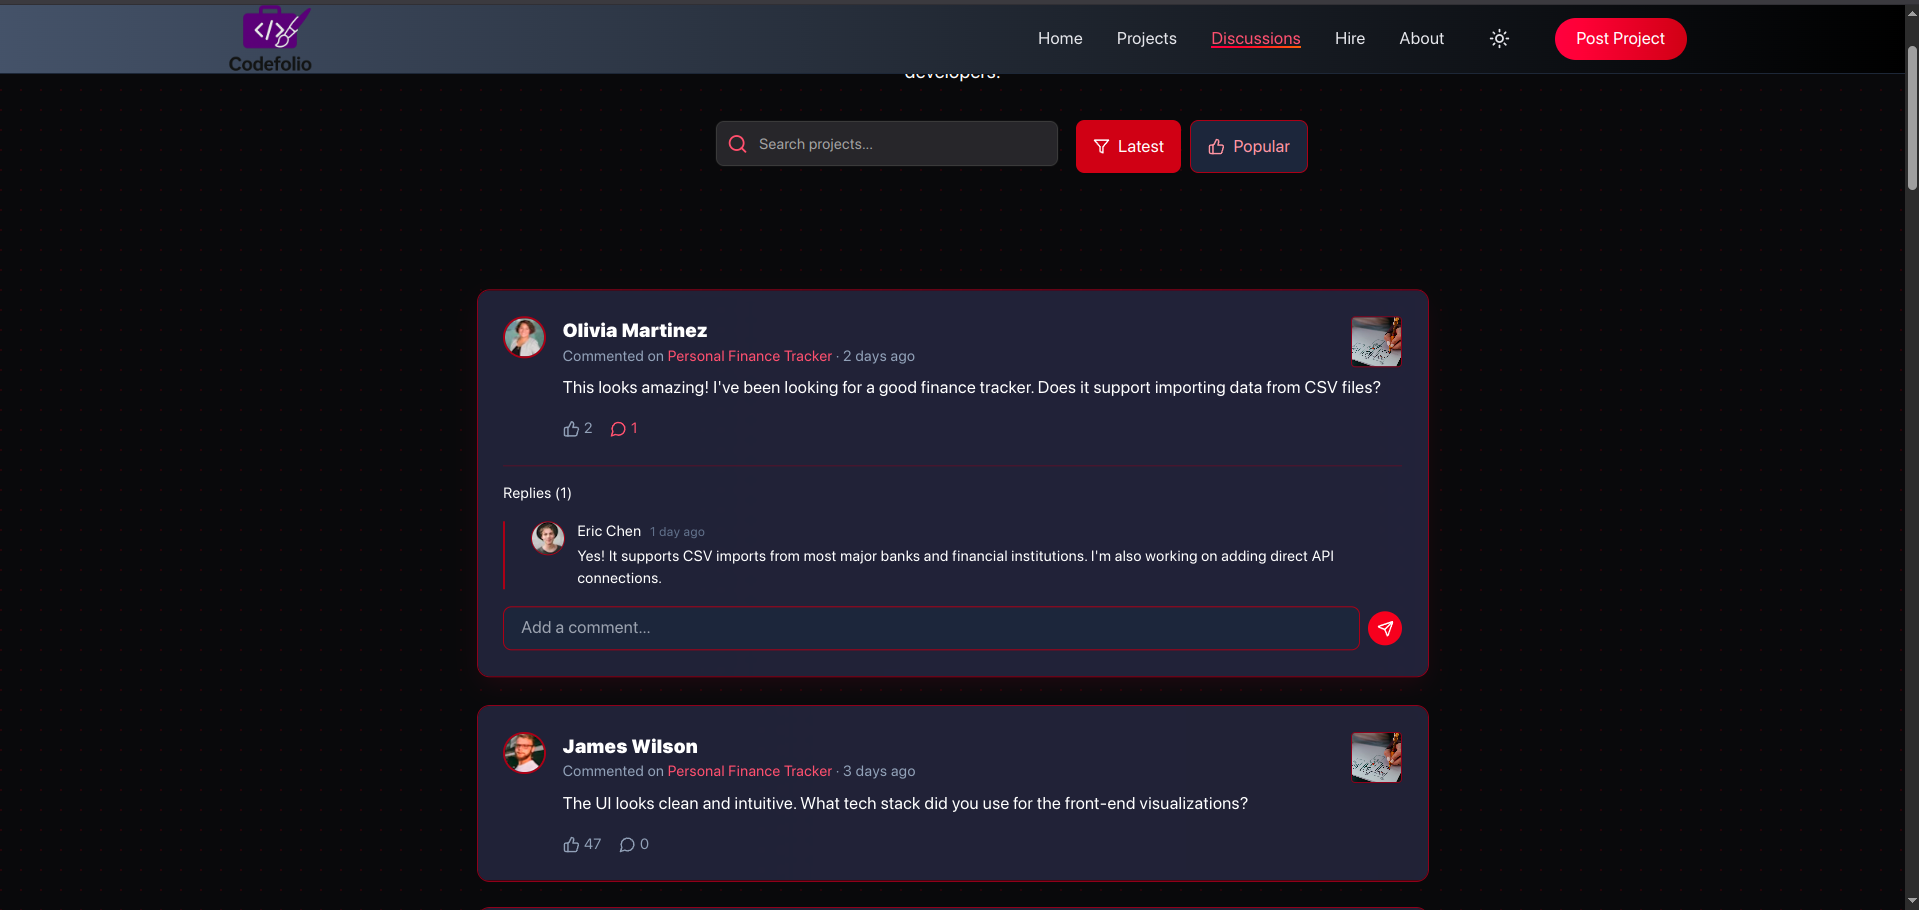 Codefolio
Home Projects Discussions Hire About Post Project
developers.
Search projects...
Latest
Popular
Olivia Martinez
Commented on Personal Finance Tracker · 2 days ago
This looks amazing! I've been looking for a good finance tracker. Does it support importing data from CSV files?
2 1
Replies (1)
Eric Chen 1 day ago
Yes! It supports CSV imports from most major banks and financial institutions. I'm also working on adding direct API
connections.
Add a comment...
James Wilson
Commented on Personal Finance Tracker · 3 days ago
The UI looks clean and intuitive. What tech stack did you use for the front-end visualizations?
47 0